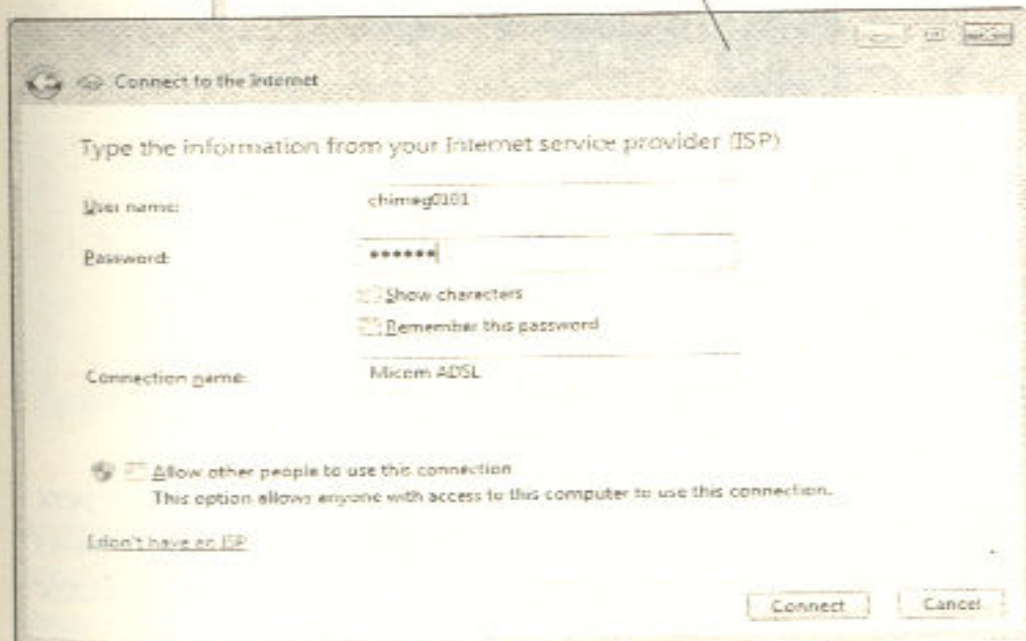 Connect to the Internet
Type the information from your Internet service provider (ISP)
User name: chimeg0101
Password: ••••••
Show characters
Remember this password
Connection name: Micom ADSL
Allow other people to use this connection
This option allows anyone with access to this computer to use this connection.
I don't have an ISP
Connect Cancel